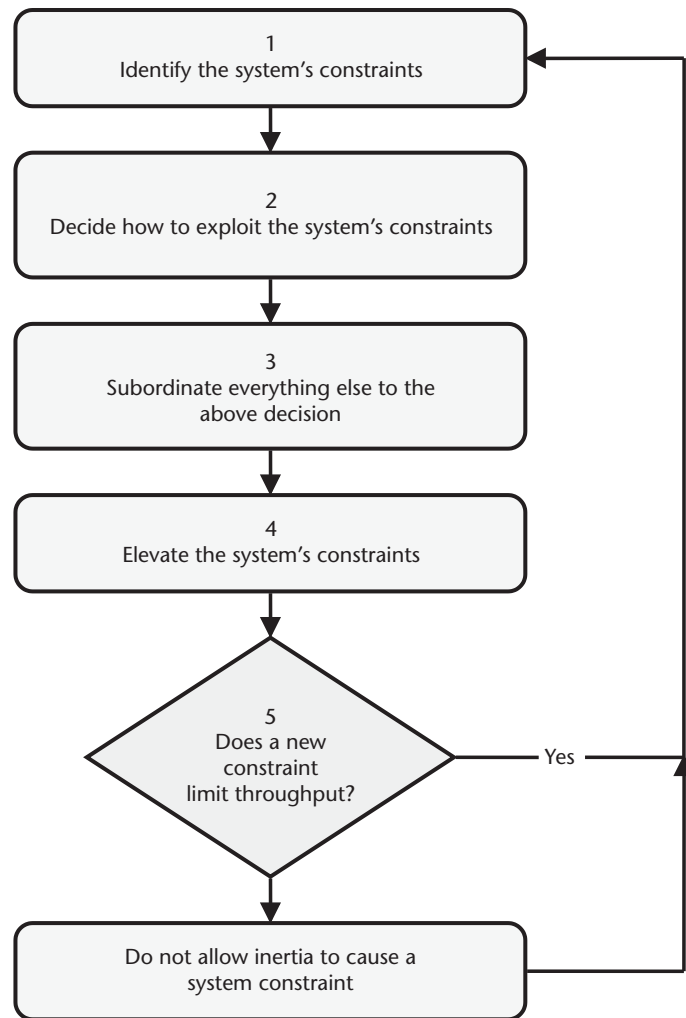 1
Identify the system’s constraints
2
Decide how to exploit the system’s constraints
3
Subordinate everything else to the
above decision
4
Elevate the system’s constraints
5
Does a new
constraint
limit throughput?
Yes
Do not allow inertia to cause a
system constraint